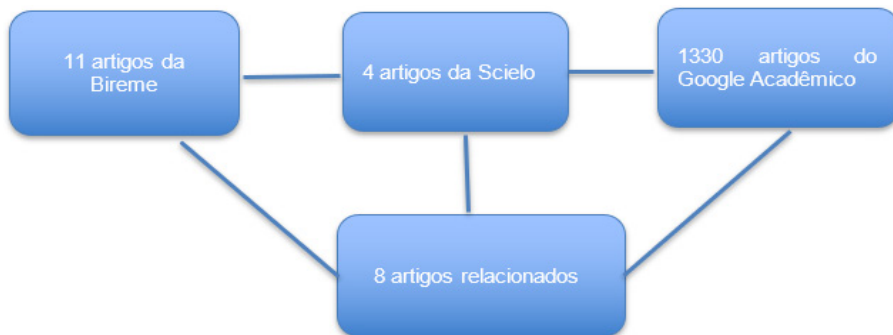 11 artigos da
Bireme
4 artigos da Scielo
1330 artigos do
Google Acadêmico
8 artigos relacionados